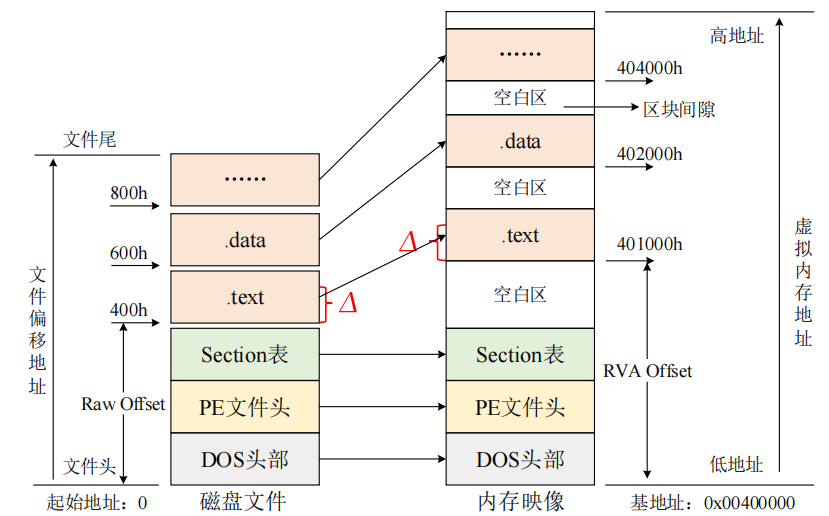 文件尾
800h
600h
400h
文件偏移地址
Raw Offset
文件头
起始地址：0
……
.data
.text
Δ
Section表
PE文件头
DOS头部
磁盘文件
……
空白区
.data
空白区
Δ
.text
空白区
Section表
PE文件头
DOS头部
内存映像
高地址
404000h
区块间隙
402000h
401000h
虚拟内存地址
RVA Offset
低地址
基地址：0x00400000